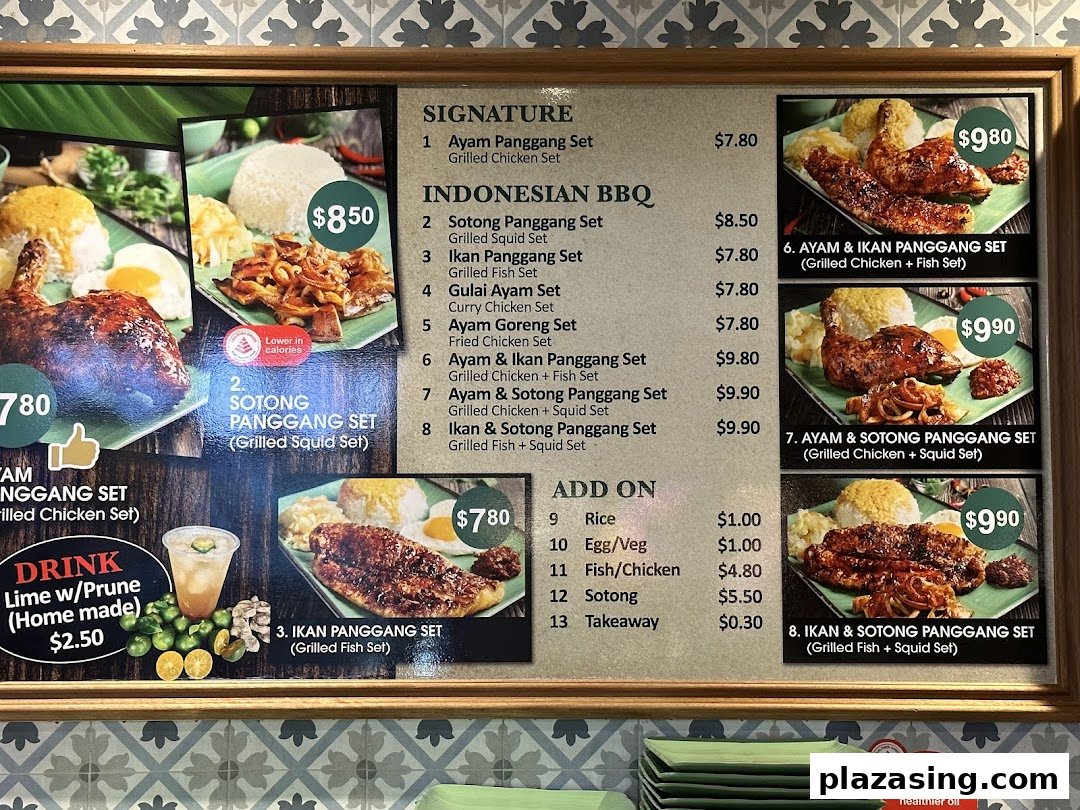 SIGNATURE
1 Ayam Panggang Set $7.80
Grilled Chicken Set
INDONESIAN BBQ
2 Sotong Panggang Set $8.50
Grilled Squid Set
3 Ikan Panggang Set $7.80
Grilled Fish Set
4 Gulai Ayam Set $7.80
Curry Chicken Set
5 Ayam Goreng Set $7.80
Fried Chicken Set
6 Ayam & Ikan Panggang Set $9.80
Grilled Chicken + Fish Set
7 Ayam & Sotong Panggang Set $9.90
Grilled Chicken + Squid Set
8 Ikan & Sotong Panggang Set $9.90
Grilled Fish + Squid Set
ADD ON
9 Rice $1.00
10 Egg/Veg $1.00
11 Fish/Chicken $4.80
12 Sotong $5.50
13 Takeaway $0.30
$8.50
Lower in
calories
2.
SOTONG
PANGGANG SET
(Grilled Squid Set)
780
AM
NGGANG SET
illed Chicken Set)
DRINK
Lime w/Prune
(Home made)
$2.50
$7.80
3. IKAN PANGGANG SET
(Grilled Fish Set)
$9.80
6. AYAM & IKAN PANGGANG SET
(Grilled Chicken + Fish Set)
$9.90
7. AYAM & SOTONG PANGGANG SET
(Grilled Chicken + Squid Set)
$9.90
8. IKAN & SOTONG PANGGANG SET
(Grilled Fish + Squid Set)
plazasing.com
healthier oil